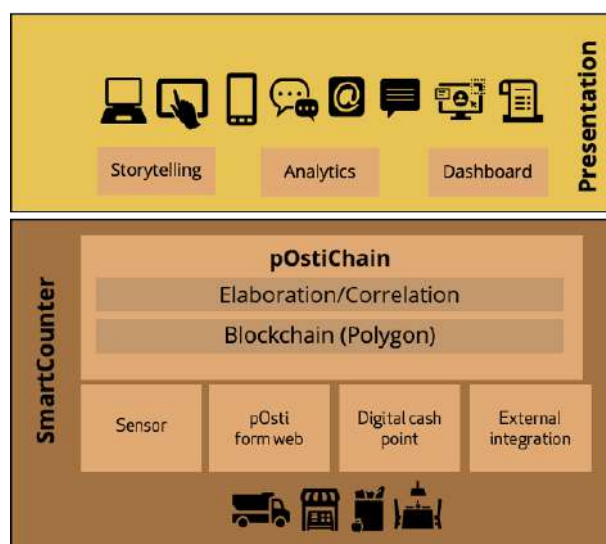 Presentation
Storytelling
Analytics
Dashboard
SmartCounter
pOstiChain
Elaboration/Correlation
Blockchain (Polygon)
Sensor
pOsti
form web
Digital cash
point
External
integration